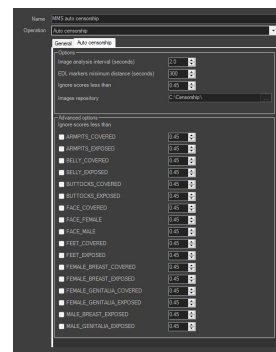 Name MMS auto censorship
Operation Auto censorship
General Auto censorship
Options
Image analysis interval (seconds) 2.0
EDL markers minimum distance (seconds) 300
Ignore scores less than 0.45
Images repository C:\Censorship\ ...
Advanced options
Ignore scores less than
ARMPITS_COVERED 0.45
ARMPITS_EXPOSED 0.45
BELLY_COVERED 0.45
BELLY_EXPOSED 0.45
BUTTOCKS_COVERED 0.45
BUTTOCKS_EXPOSED 0.45
FACE_COVERED 0.45
FACE_FEMALE 0.45
FACE_MALE 0.45
FEET_COVERED 0.45
FEET_EXPOSED 0.45
FEMALE_BREAST_COVERED 0.45
FEMALE_BREAST_EXPOSED 0.45
FEMALE_GENITALIA_COVERED 0.45
FEMALE_GENITALIA_EXPOSED 0.45
MALE_BREAST_EXPOSED 0.45
MALE_GENITALIA_EXPOSED 0.45